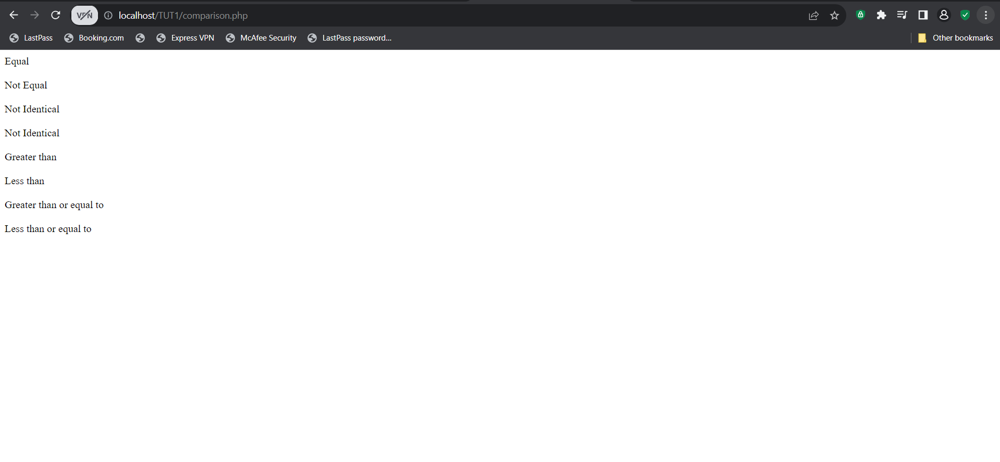 VPN
localhost/TUT1/comparison.php
LastPass Booking.com Express VPN McAfee Security LastPass password... Other bookmarks
Equal
Not Equal
Not Identical
Not Identical
Greater than
Less than
Greater than or equal to
Less than or equal to